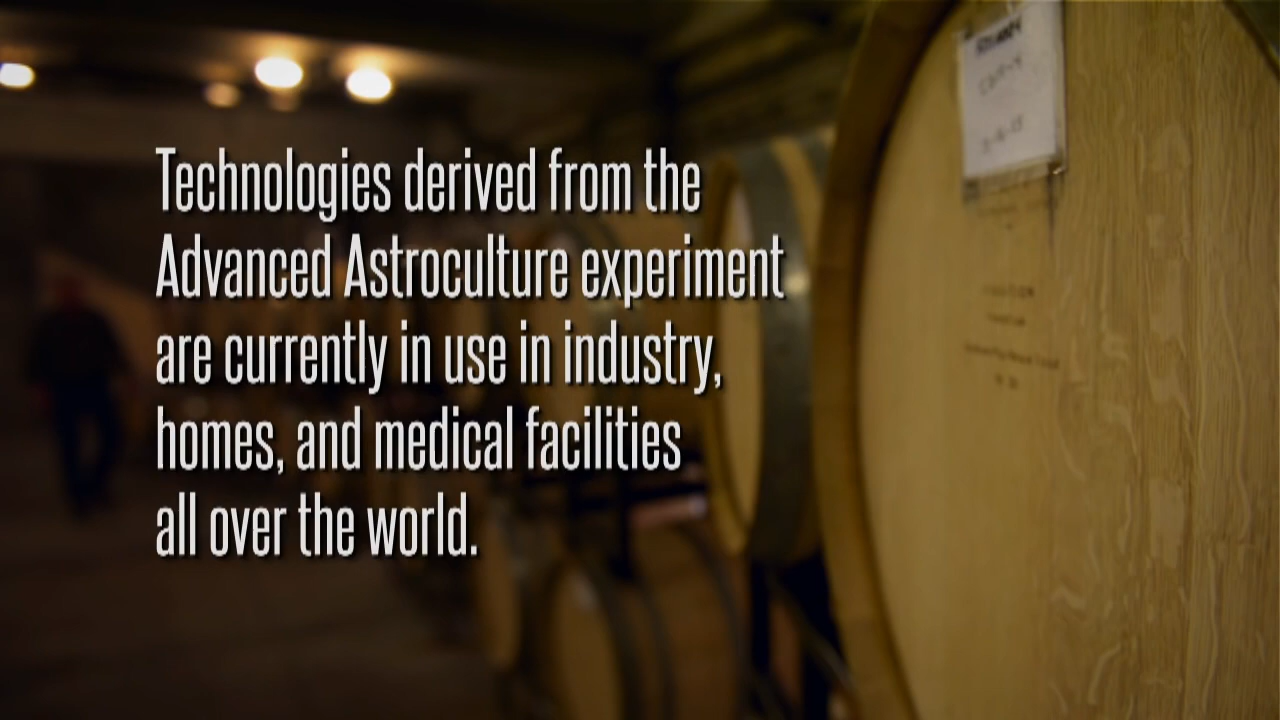 Technologies derived from the
Advanced Astroculture experiment
are currently in use in industry,
homes, and medical facilities
all over the world.